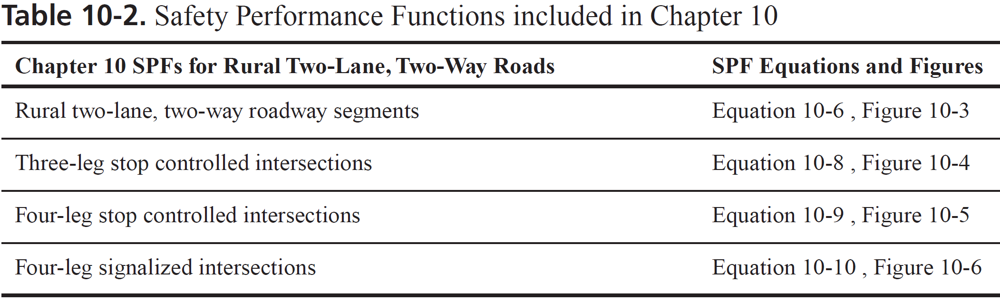 Table 10-2. Safety Performance Functions included in Chapter 10
Chapter 10 SPFs for Rural Two-Lane, Two-Way Roads SPF Equations and Figures
Rural two-lane, two-way roadway segments Equation 10-6 , Figure 10-3
Three-leg stop controlled intersections Equation 10-8 , Figure 10-4
Four-leg stop controlled intersections Equation 10-9 , Figure 10-5
Four-leg signalized intersections Equation 10-10 , Figure 10-6